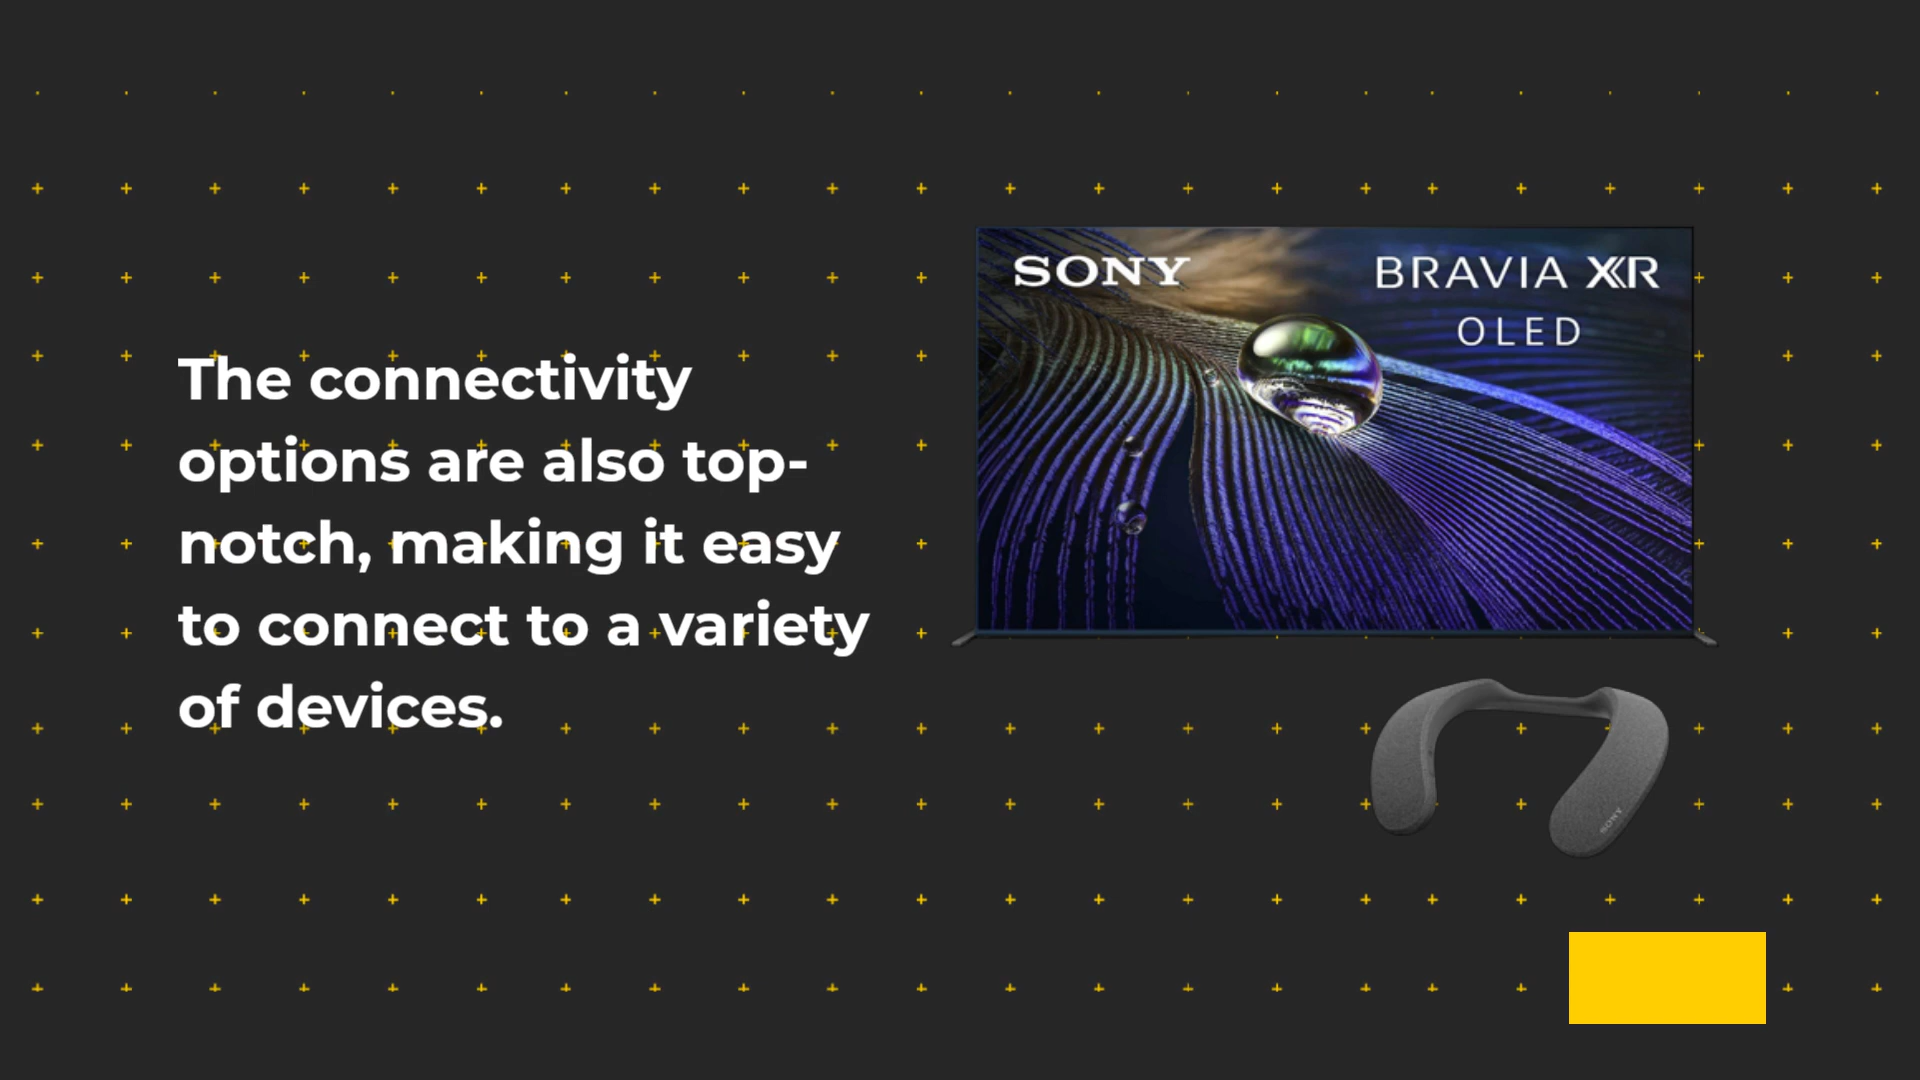 The connectivity
options are also top-
notch, making it easy
to connect to a variety
of devices.
SONY
BRAVIA XR
OLED
SONY